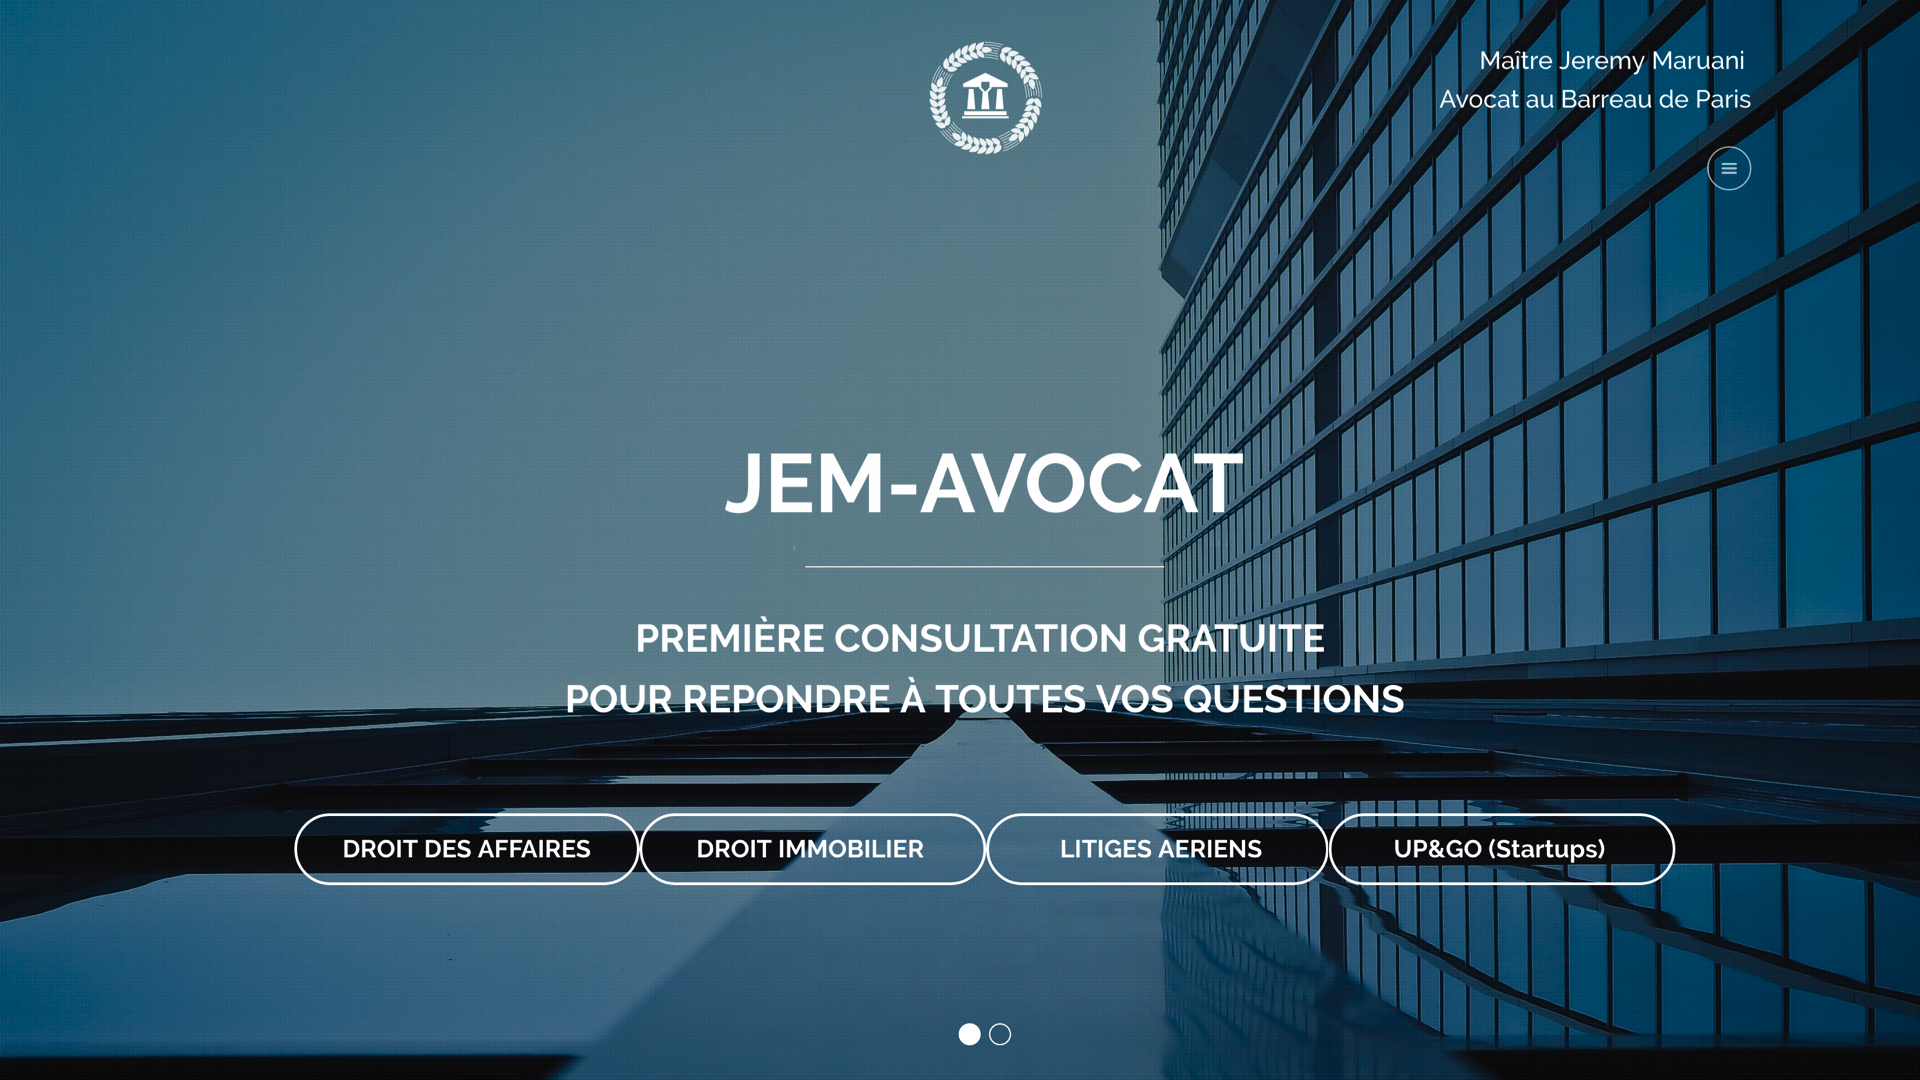 Maître Jeremy Maruani
Avocat au Barreau de Paris
JEM-AVOCAT
PREMIÈRE CONSULTATION GRATUITE
POUR REPONDRE À TOUTES VOS QUESTIONS
DROIT DES AFFAIRES
DROIT IMMOBILIER
LITIGES AERIENS
UP&GO (Startups)